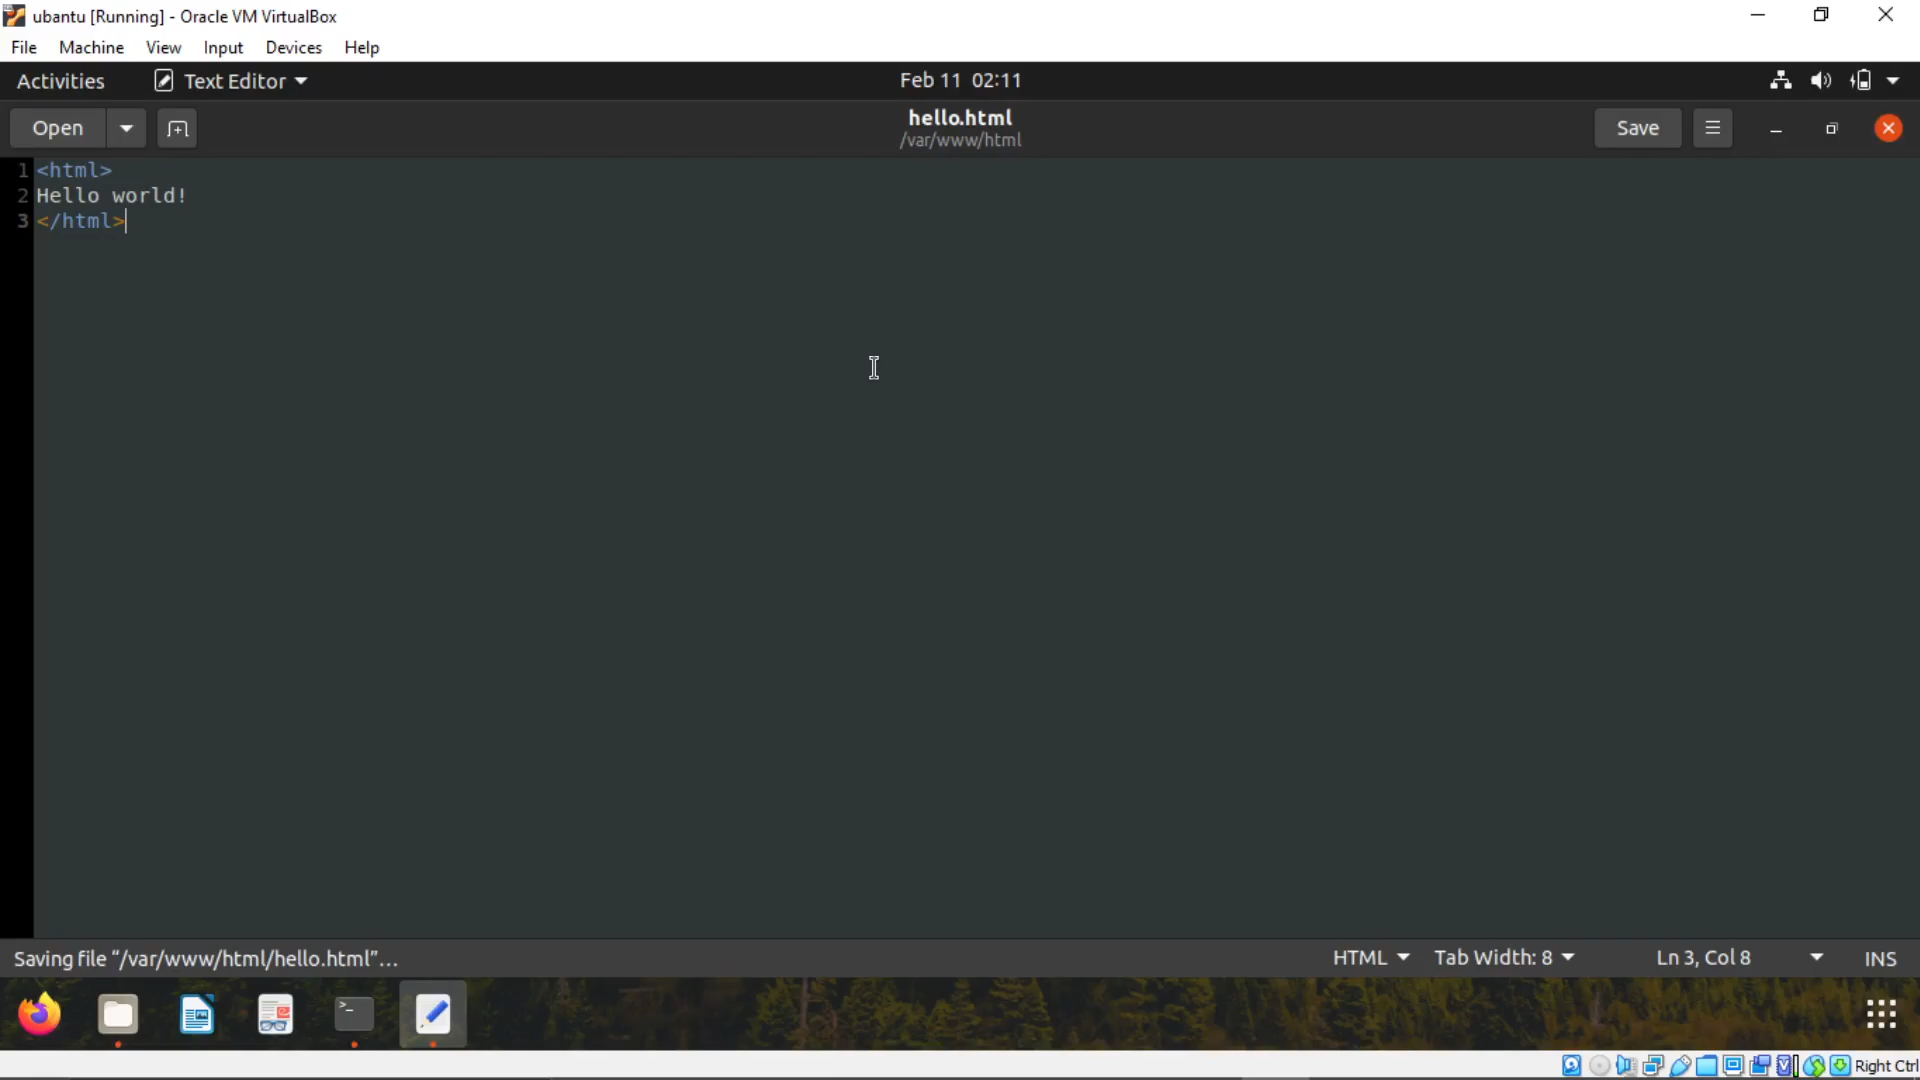 ubantu [Running] - Oracle VM VirtualBox
File Machine View Input Devices Help
Activities Text Editor Feb 11 02:11
Open hello.html Save
/var/www/html
1 <html>
2 Hello world!
3 </html>
Saving file “/var/www/html/hello.html”... HTML Tab Width: 8 Ln 3, Col 8 INS
Right Ctrl